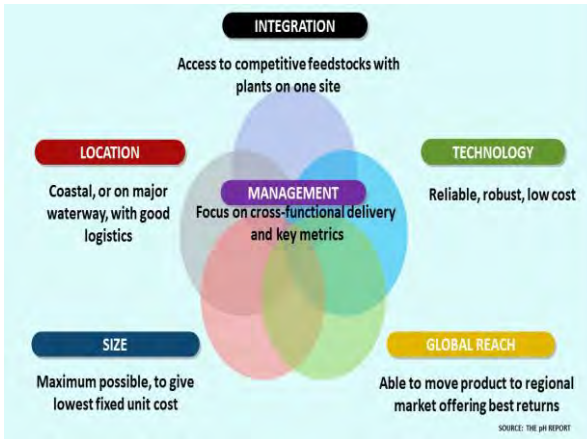 INTEGRATION
Access to competitive feedstocks with
plants on one site
LOCATION
Coastal, or on major
waterway, with good
logistics
TECHNOLOGY
Reliable, robust, low cost
MANAGEMENT
Focus on cross-functional delivery
and key metrics
SIZE
Maximum possible, to give
lowest fixed unit cost
GLOBAL REACH
Able to move product to regional
market offering best returns
SOURCE: THE pH REPORT